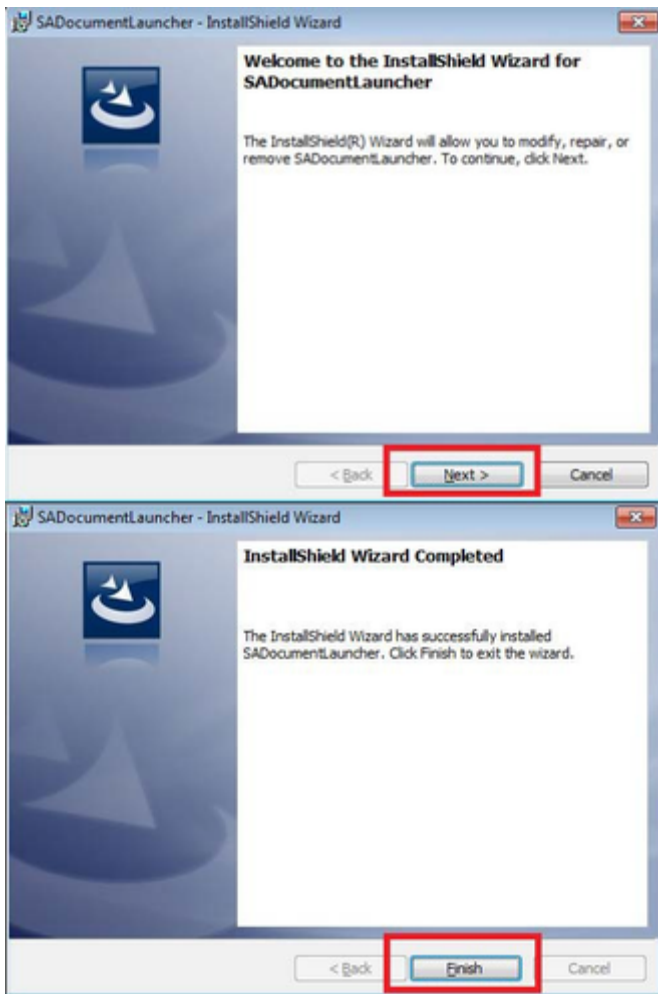 SADocumentLauncher - InstallShield Wizard
Welcome to the InstallShield Wizard for
SADocumentLauncher
The InstallShield(R) Wizard will allow you to modify, repair, or
remove SADocumentLauncher. To continue, click Next.
< Back
Next >
Cancel
SADocumentLauncher - InstallShield Wizard
InstallShield Wizard Completed
The InstallShield Wizard has successfully installed
SADocumentLauncher. Click Finish to exit the wizard.
< Back
Finish
Cancel